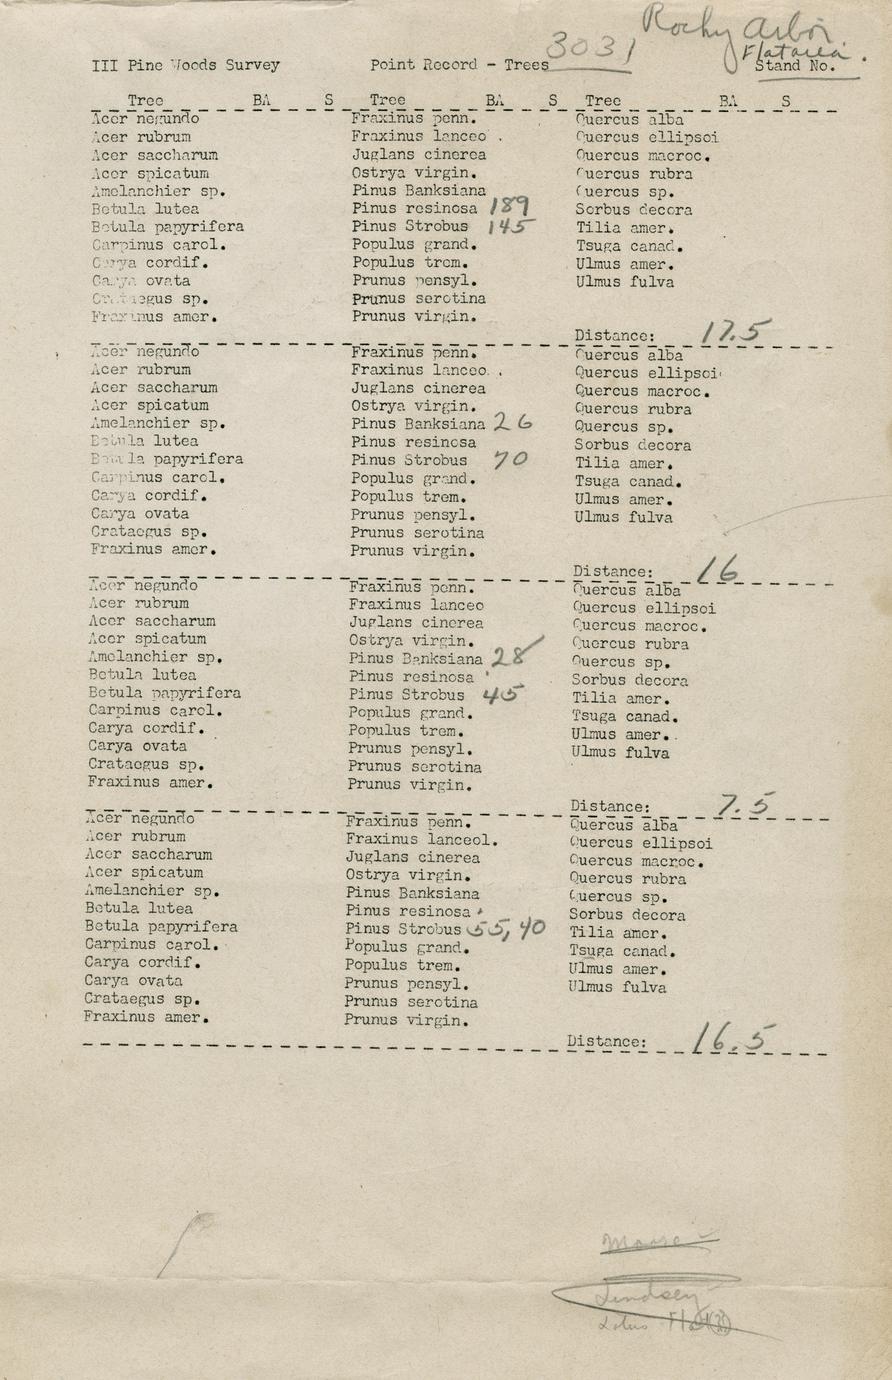 Rocky Arbor
3031 Flatarea.
III Pine Woods Survey Point Record - Trees Stand No.
Tree BA S Tree BA S Tree BA S
Acer negundo Fraxinus penn. Quercus alba
Acer rubrum Fraxinus lanceo . Quercus ellipsoi
Acer saccharum Juglans cinerea Quercus macroc.
Acer spicatum Ostrya virgin. Quercus rubra
Amelanchier sp. Pinus Banksiana Quercus sp.
Betula lutea Pinus resinosa 189 Sorbus decora
Betula papyrifera Pinus Strobus 145 Tilia amer.
Carpinus carol. Populus grand. Tsuga canad.
Carya cordif. Populus trem. Ulmus amer.
Carya ovata Prunus pensyl. Ulmus fulva
Crataegus sp. Prunus serotina
Fraxinus amer. Prunus virgin.
Distance: 17.5
Acer negundo Fraxinus penn. Quercus alba
Acer rubrum Fraxinus lanceo. . Quercus ellipsoi
Acer saccharum Juglans cinerea Quercus macroc.
Acer spicatum Ostrya virgin. Quercus rubra
Amelanchier sp. Pinus Banksiana 26 Quercus sp.
Betula lutea Pinus resinosa Sorbus decora
Betula papyrifera Pinus Strobus 70 Tilia amer.
Carpinus carol. Populus grand. Tsuga canad.
Carya cordif. Populus trem. Ulmus amer.
Carya ovata Prunus pensyl. Ulmus fulva
Crataegus sp. Prunus serotina
Fraxinus amer. Prunus virgin.
Distance: 16
Acer negundo Fraxinus penn. Quercus alba
Acer rubrum Fraxinus lanceo Quercus ellipsoi
Acer saccharum Juglans cinerea Quercus macroc.
Acer spicatum Ostrya virgin. Quercus rubra
Amelanchier sp. Pinus Banksiana 28 Quercus sp.
Betula lutea Pinus resinosa Sorbus decora
Betula papyrifera Pinus Strobus 45 Tilia amer.
Carpinus carol. Populus grand. Tsuga canad.
Carya cordif. Populus trem. Ulmus amer..
Carya ovata Prunus pensyl. Ulmus fulva
Crataegus sp. Prunus serotina
Fraxinus amer. Prunus virgin.
Distance: 7.5
Acer negundo Fraxinus penn. Quercus alba
Acer rubrum Fraxinus lanceol. Quercus ellipsoi
Acer saccharum Juglans cinerea Quercus macroc.
Acer spicatum Ostrya virgin. Quercus rubra
Amelanchier sp. Pinus Banksiana Quercus sp.
Betula lutea Pinus resinosa Sorbus decora
Betula papyrifera Pinus Strobus 55, 40 Tilia amer.
Carpinus carol. Populus grand. Tsuga canad.
Carya cordif. Populus trem. Ulmus amer.
Carya ovata Prunus pensyl. Ulmus fulva
Crataegus sp. Prunus serotina
Fraxinus amer. Prunus virgin.
Distance: 16.5
Lindsey